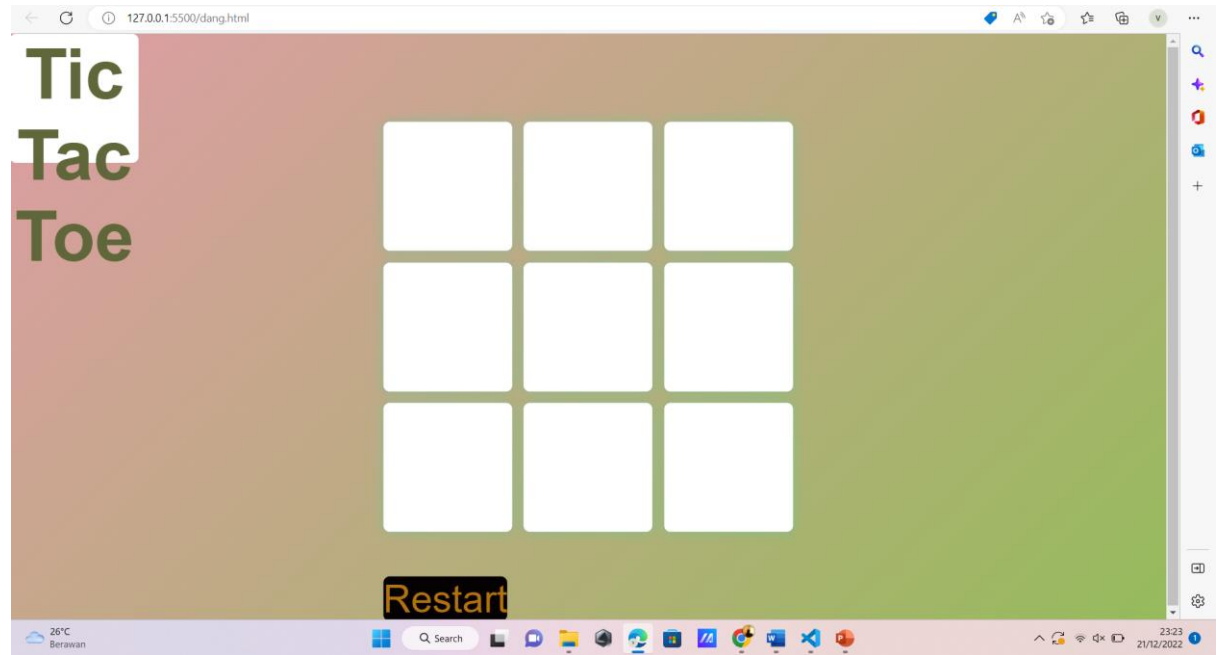 127.0.0.1:5500/dang.html
V
Tic
Tac
Toe
Restart
26°C
Berawan
Search
23:23
21/12/2022
1